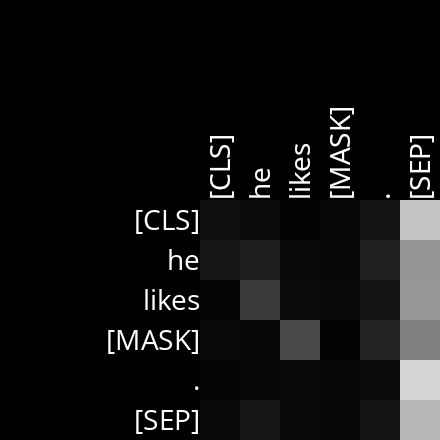 [CLS] he likes [MASK] . [SEP]
[CLS]
he
likes
[MASK]
.
[SEP]